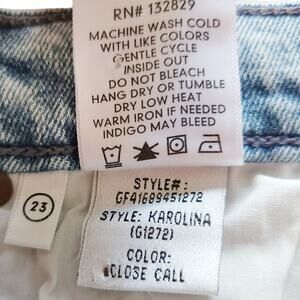 RN# 132829
MACHINE WASH COLD
WITH LIKE COLORS
GENTLE CYCLE
INSIDE OUT
DO NOT BLEACH
HANG DRY OR TUMBLE
DRY LOW HEAT
WARM IRON IF NEEDED
INDIGO MAY BLEED
23
STYLE#:
GF41689451272
STYLE: KAROLINA
(G1272)
COLOR:
CLOSE CALL